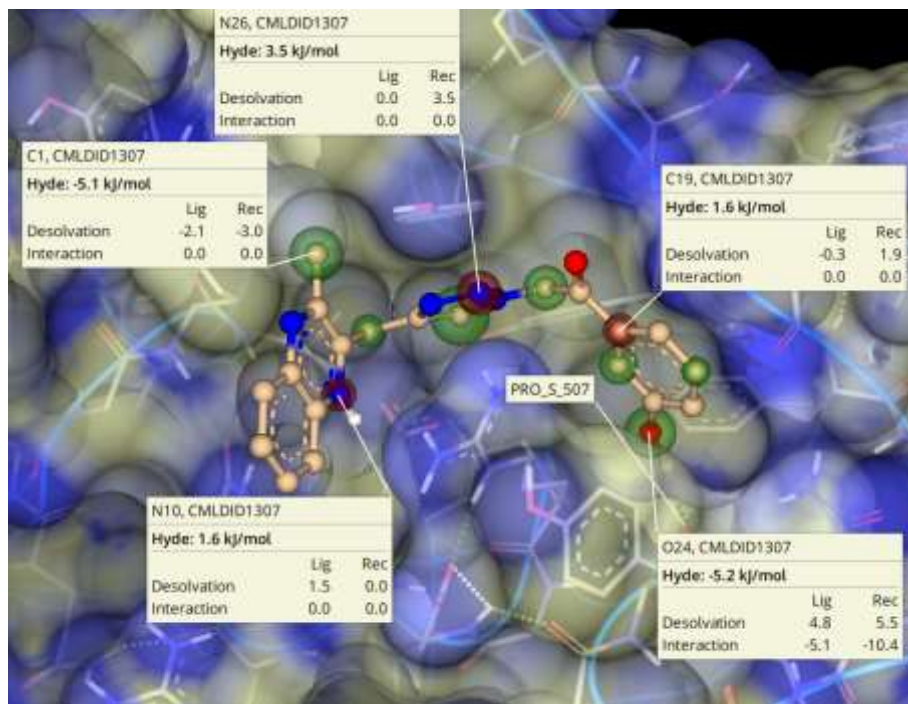 N26, CMLDID1307
Hyde: 3.5 kJ/mol
Lig Rec
Desolvation 0.0 3.5
Interaction 0.0 0.0
C1, CMLDID1307
Hyde: -5.1 kJ/mol
Lig Rec
Desolvation -2.1 -3.0
Interaction 0.0 0.0
C19, CMLDID1307
Hyde: 1.6 kJ/mol
Lig Rec
Desolvation -0.3 1.9
Interaction 0.0 0.0
PRO_S_507
N10, CMLDID1307
Hyde: 1.6 kJ/mol
Lig Rec
Desolvation 1.5 0.0
Interaction 0.0 0.0
O24, CMLDID1307
Hyde: -5.2 kJ/mol
Lig Rec
Desolvation 4.8 5.5
Interaction -5.1 -10.4